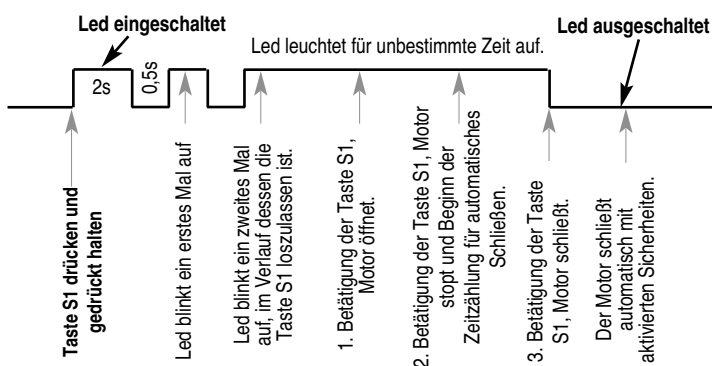 Led eingeschaltet
Led leuchtet für unbestimmte Zeit auf.
Led ausgeschaltet
2s
0,5s
Taste S1 drücken und
gedrückt halten
Led blinkt ein erstes Mal auf
Led blinkt ein zweites Mal
auf, im Verlauf dessen die
Taste S1 loszulassen ist.
1. Betätigung der Taste S1,
Motor öffnet.
2. Betätigung der Taste S1, Motor
stopt und Beginn der
Zeitzählung für automatisches
Schließen.
3. Betätigung der Taste
S1, Motor schließt.
Der Motor schließt
automatisch mit
aktivierten Sicherheiten.